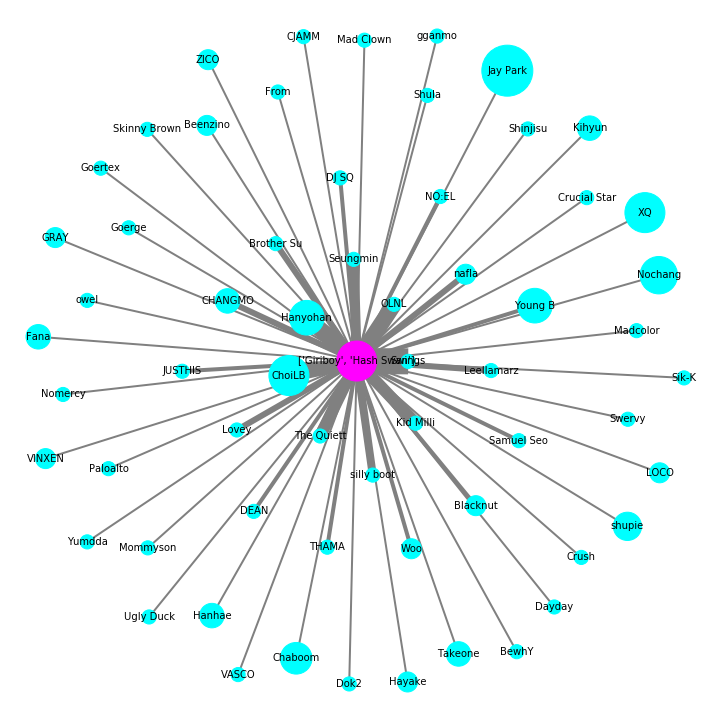 CJAMM
Mad Clown
gganmo
ZICO
Jay Park
From
Shula
Skinny Brown
Beenzino
Shinjisu
Kihyun
Goertex
DJ SQ
NO:EL
Crucial Star
XQ
Goerge
GRAY
Brother Su
Seungmin
nafla
Nochang
owel
CHANGMO
Hanyohan
OLNL
Young B
Madcolor
Fana
['Giriboy', 'Hash Swan']
Swings
JUSTHIS
ChoiLB
Leellamarz
Sik-K
Nomercy
Lovey
The Quiett
Kid Milli
Samuel Seo
Swervy
VINXEN
Paloalto
silly boot
LOCO
DEAN
Blacknut
shupie
Yumdda
Mommyson
THAMA
Woo
Crush
Ugly Duck
Hanhae
Dayday
Chaboom
Takeone
BewhY
VASCO
Dok2
Hayake